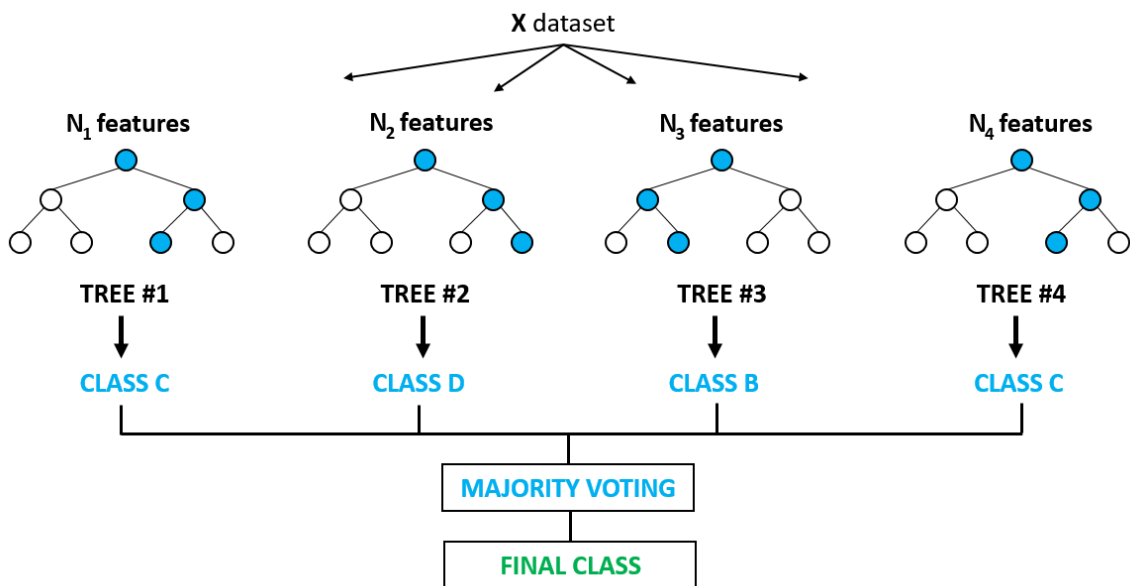 X dataset
N₁ features
N₂ features
N₃ features
N₄ features
TREE #1
TREE #2
TREE #3
TREE #4
CLASS C
CLASS D
CLASS B
CLASS C
MAJORITY VOTING
FINAL CLASS